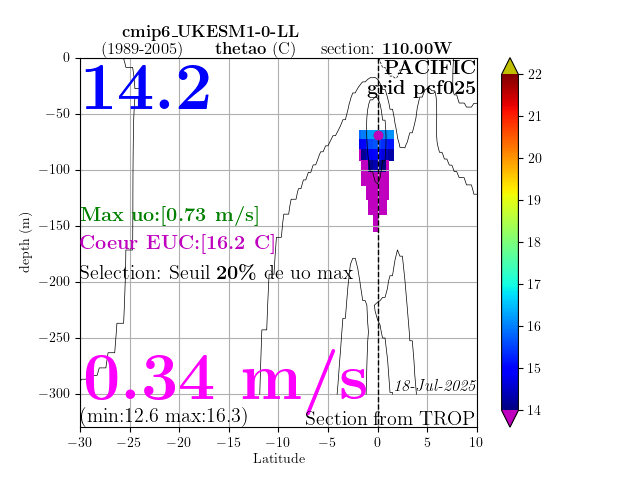 cmip6_UKESM1-0-LL
(1989-2005) thetao (C) section: 110.00W
14.2
PACIFIC
grid pcf025
Max uo:[0.73 m/s]
Coeur EUC:[16.2 C]
Selection: Seuil 20% de uo max
0.34 m/s
18-Jul-2025
(min:12.6 max:16.3)
Section from TROP
depth (m)
0
−50
−100
−150
−200
−250
−300
−30 −25 −20 −15 −10 −5 0 5 10
Latitude
22
21
20
19
18
17
16
15
14